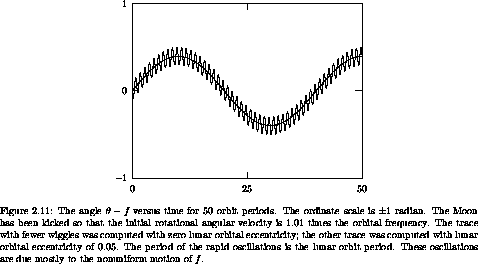 1
0
−1
0
25
50
Figure 2.11: The angle θ − f versus time for 50 orbit periods. The ordinate scale is ±1 radian. The Moon
has been kicked so that the initial rotational angular velocity is 1.01 times the orbital frequency. The trace
with fewer wiggles was computed with zero lunar orbital eccentricity; the other trace was computed with lunar
orbital eccentricity of 0.05. The period of the rapid oscillations is the lunar orbit period. These oscillations
are due mostly to the nonuniform motion of f.